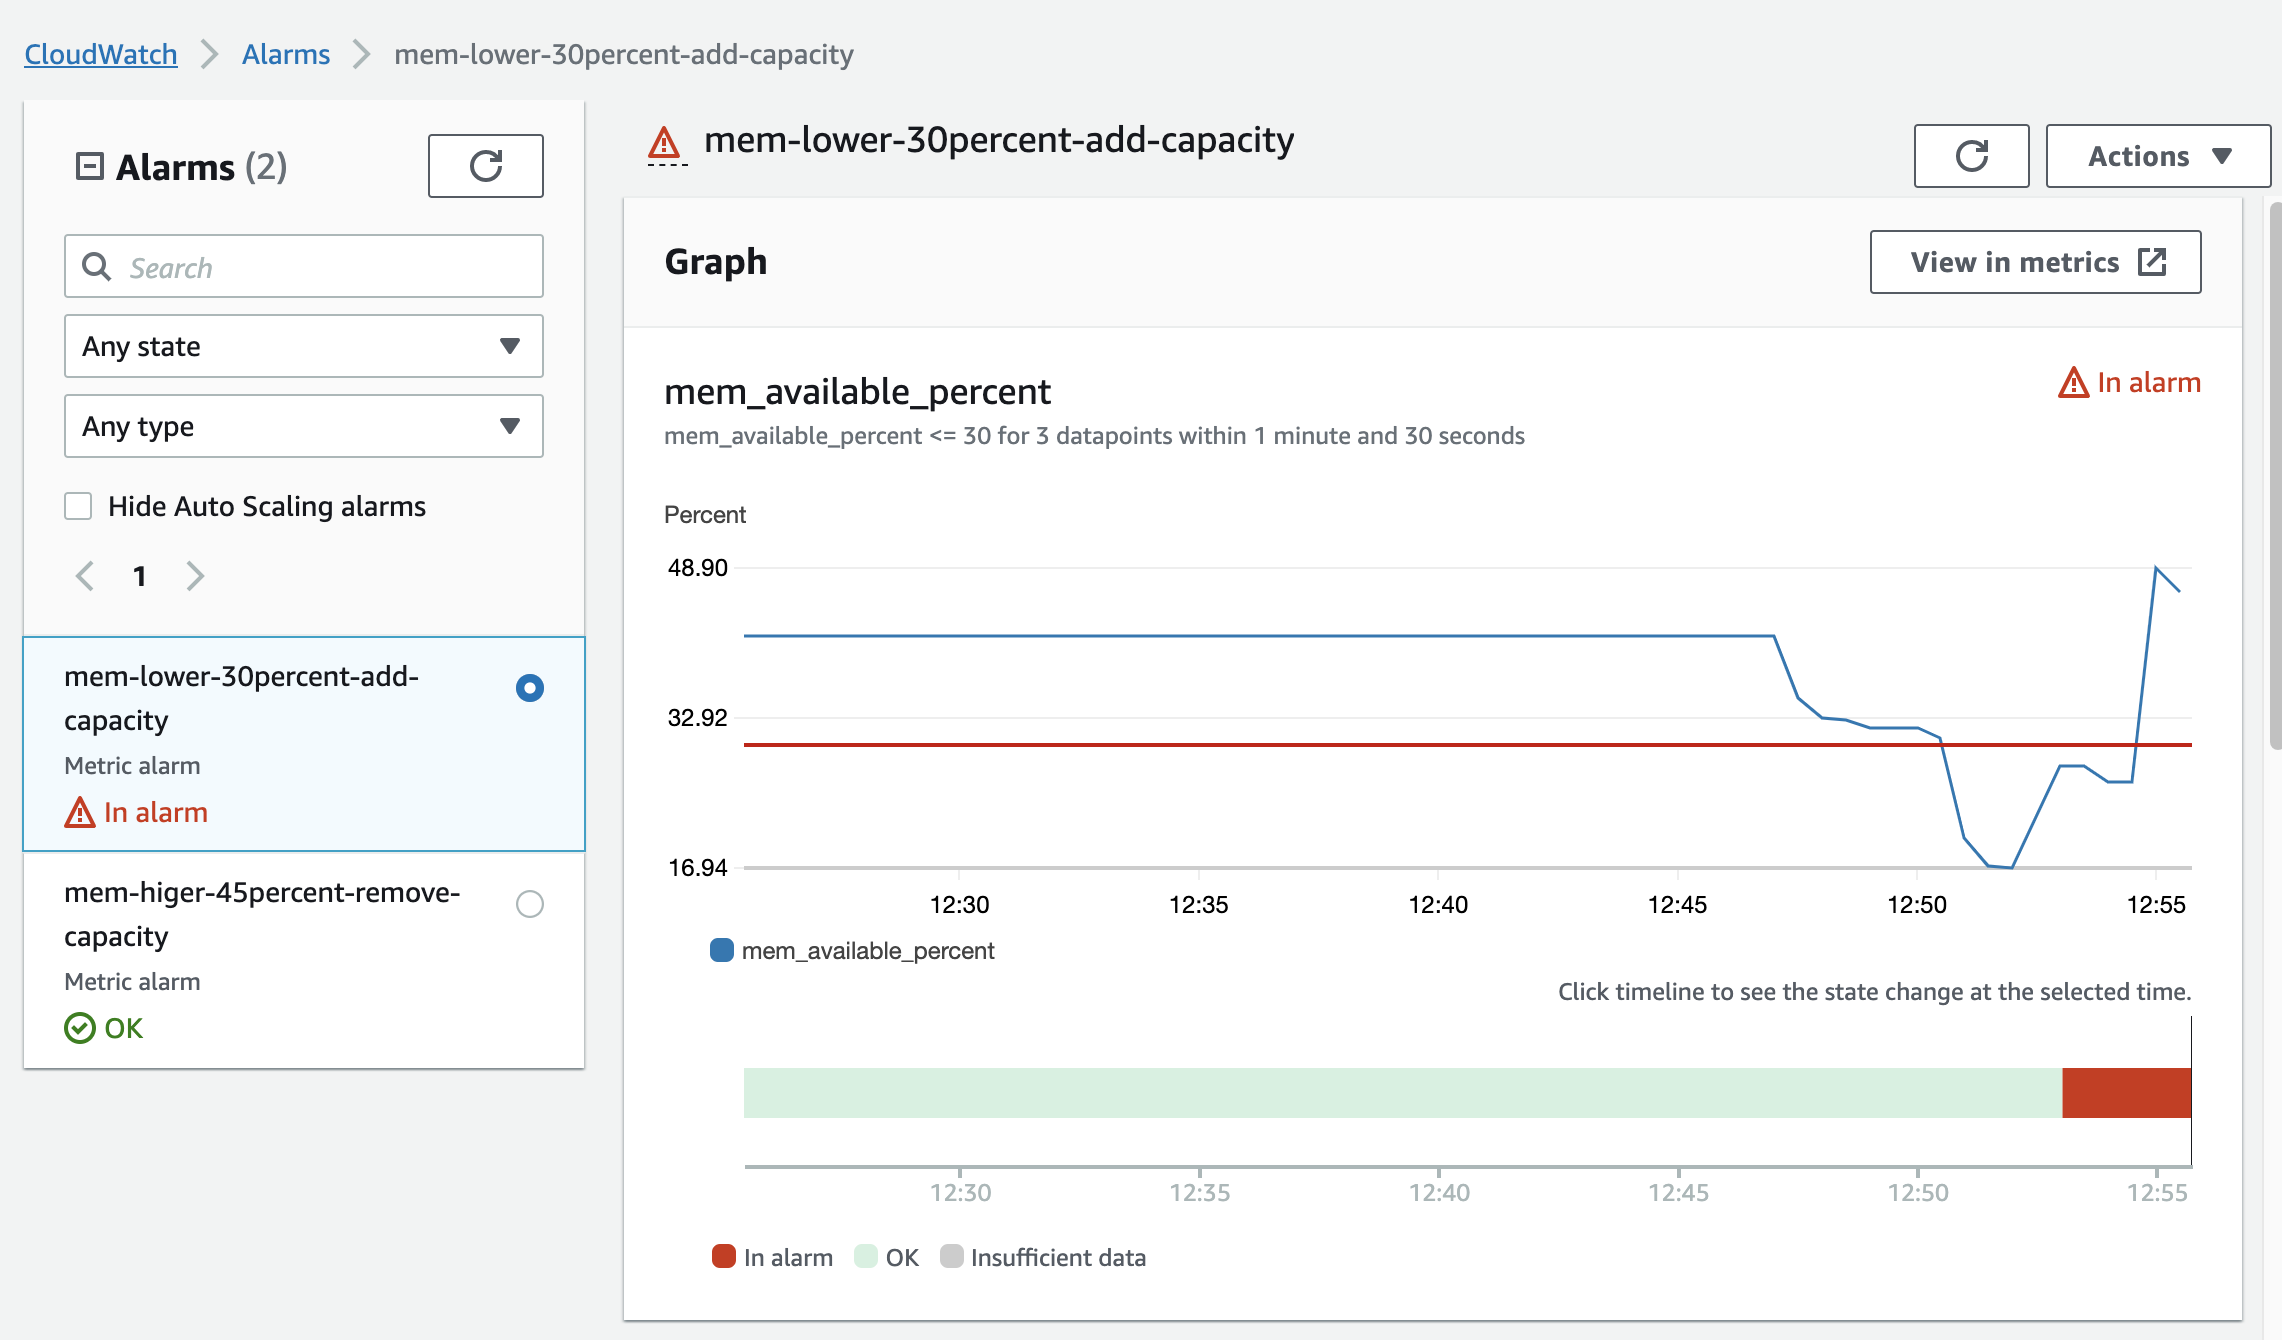 CloudWatch > Alarms > mem-lower-30percent-add-capacity
Alarms (2)
Search
Any state
Any type
Hide Auto Scaling alarms
1
mem-lower-30percent-add-
capacity
Metric alarm
In alarm
mem-higer-45percent-remove-
capacity
Metric alarm
OK
mem-lower-30percent-add-capacity
Actions
Graph
View in metrics
mem_available_percent
In alarm
mem_available_percent <= 30 for 3 datapoints within 1 minute and 30 seconds
Percent
48.90
32.92
16.94
12:30 12:35 12:40 12:45 12:50 12:55
mem_available_percent
Click timeline to see the state change at the selected time.
12:30 12:35 12:40 12:45 12:50 12:55
In alarm OK Insufficient data